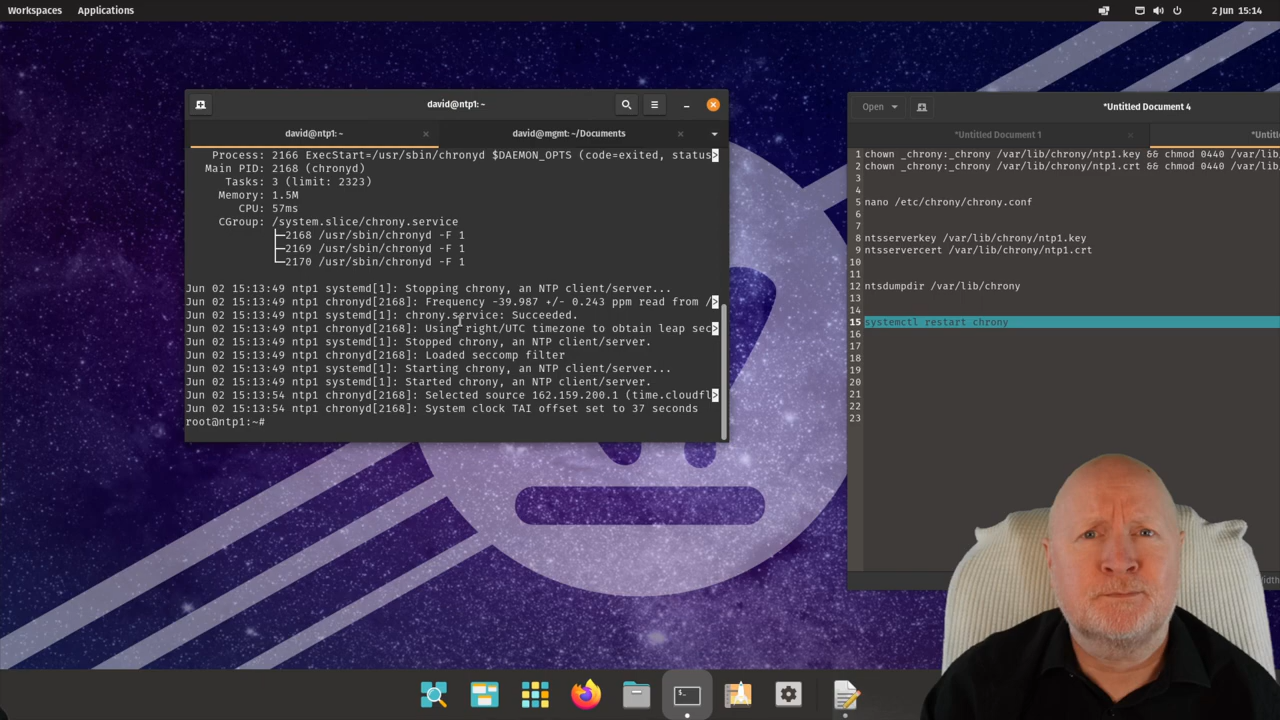 Workspaces Applications 2 Jun 15:14
david@ntp1: ~
david@ntp1: ~ × david@mgmt: ~/Documents ×
Process: 2166 ExecStart=/usr/sbin/chronyd $DAEMON_OPTS (code=exited, status>
Main PID: 2168 (chronyd)
Tasks: 3 (limit: 2323)
Memory: 1.5M
CPU: 57ms
CGroup: /system.slice/chrony.service
├─2168 /usr/sbin/chronyd -F 1
├─2169 /usr/sbin/chronyd -F 1
└─2170 /usr/sbin/chronyd -F 1
Jun 02 15:13:49 ntp1 systemd[1]: Stopping chrony, an NTP client/server...
Jun 02 15:13:49 ntp1 chronyd[2168]: Frequency -39.987 +/- 0.243 ppm read from />
Jun 02 15:13:49 ntp1 systemd[1]: chrony.service: Succeeded.
Jun 02 15:13:49 ntp1 chronyd[2168]: Using right/UTC timezone to obtain leap sec>
Jun 02 15:13:49 ntp1 systemd[1]: Stopped chrony, an NTP client/server.
Jun 02 15:13:49 ntp1 chronyd[2168]: Loaded seccomp filter
Jun 02 15:13:49 ntp1 systemd[1]: Starting chrony, an NTP client/server...
Jun 02 15:13:49 ntp1 systemd[1]: Started chrony, an NTP client/server.
Jun 02 15:13:54 ntp1 chronyd[2168]: Selected source 162.159.200.1 (time.cloudfl>
Jun 02 15:13:54 ntp1 chronyd[2168]: System clock TAI offset set to 37 seconds
root@ntp1:~#
Open *Untitled Document 4
*Untitled Document 1 × *Untitl
1 chown _chrony:_chrony /var/lib/chrony/ntp1.key && chmod 0440 /var/lib
2 chown _chrony:_chrony /var/lib/chrony/ntp1.crt && chmod 0440 /var/lib
3
4
5 nano /etc/chrony/chrony.conf
6
7
8 ntsserverkey /var/lib/chrony/ntp1.key
9 ntsservercert /var/lib/chrony/ntp1.crt
10
11
12 ntsdumpdir /var/lib/chrony
13
14
15 systemctl restart chrony
16
17
18
19
20
21
22
23